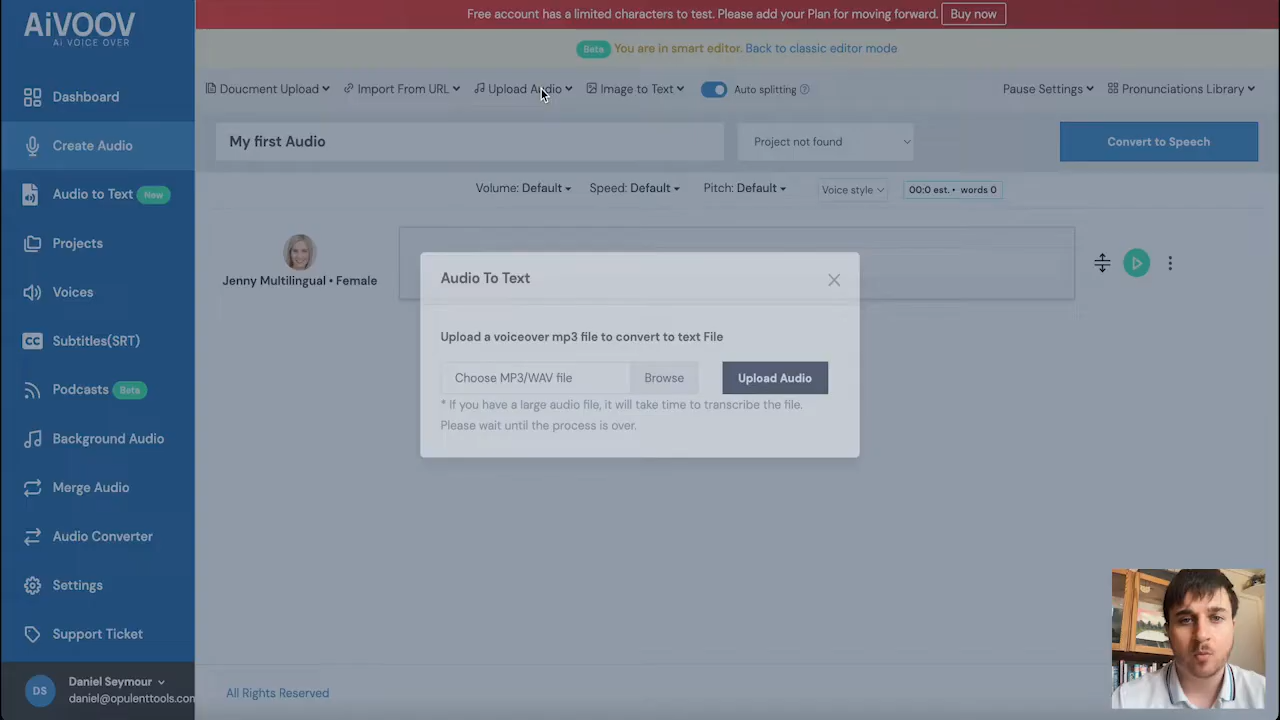 AiVOOV
Ai VOICE OVER
Free account has a limited characters to test. Please add your Plan for moving forward. Buy now
Beta You are in smart editor. Back to classic editor mode
Doucment Upload Import From URL Upload Audio Image to Text Auto splitting ? Pause Settings Pronunciations Library
My first Audio Project not found Convert to Speech
Volume: Default Speed: Default Pitch: Default Voice style 00:0 est. • words 0
Jenny Multilingual • Female
Dashboard
Create Audio
Audio to Text New
Projects
Voices
CC Subtitles(SRT)
Podcasts Beta
Background Audio
Merge Audio
Audio Converter
Settings
Support Ticket
DS Daniel Seymour
daniel@opulenttools.con
Audio To Text
Upload a voiceover mp3 file to convert to text File
Choose MP3/WAV file Browse Upload Audio
* If you have a large audio file, it will take time to transcribe the file.
Please wait until the process is over.
All Rights Reserved